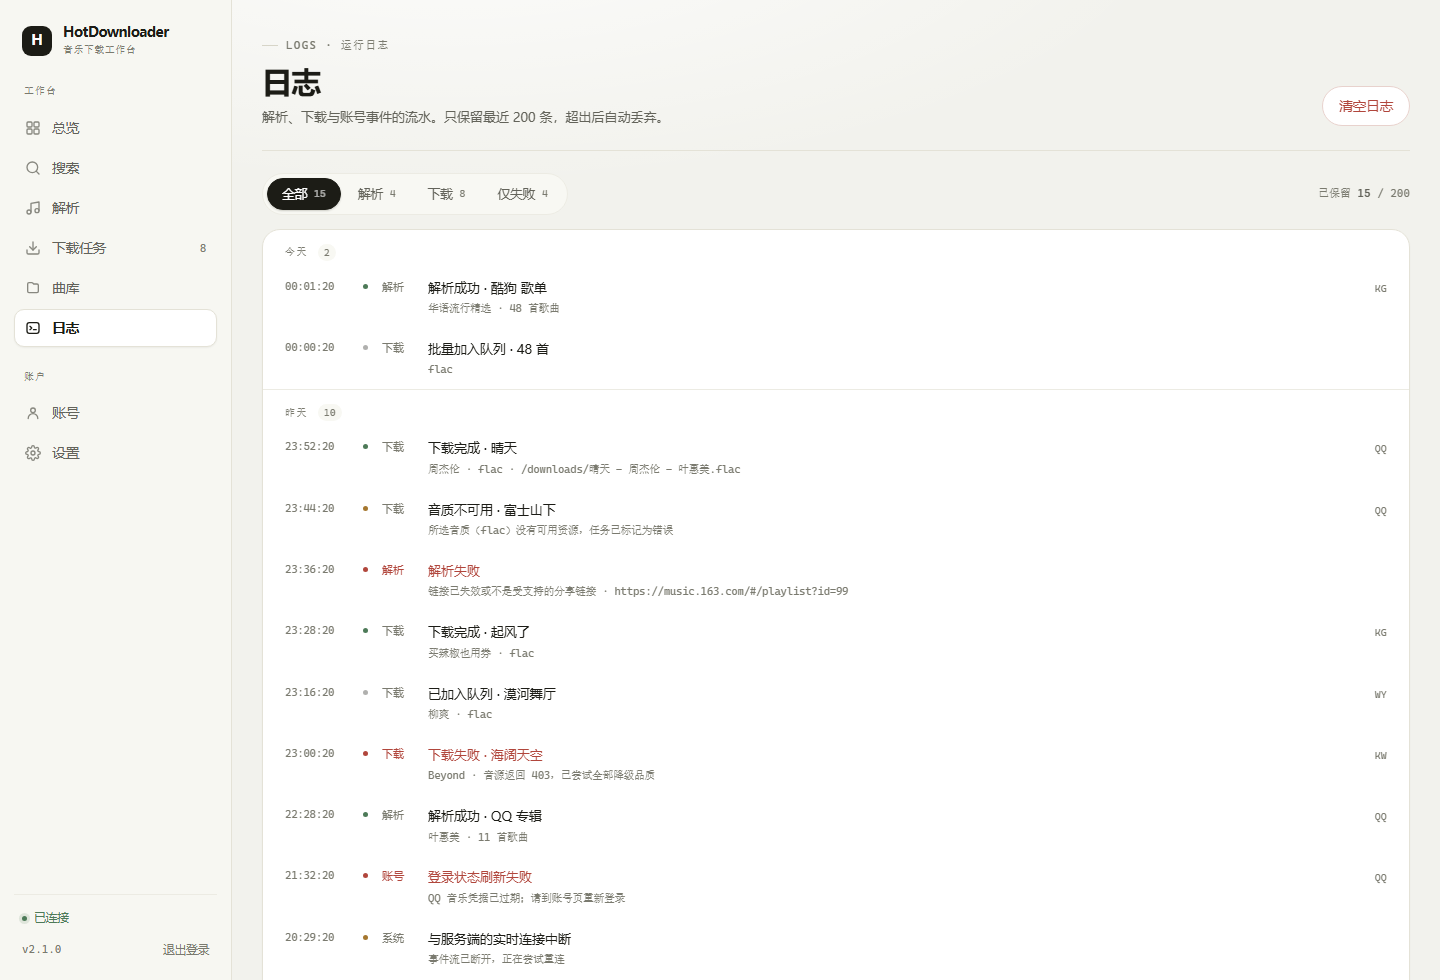 H
HotDownloader
音乐下载工作台
工作台
总览
搜索
解析
下载任务 8
曲库
日志
账户
账号
设置
已连接
v2.1.0 退出登录
LOGS · 运行日志
日志
解析、下载与账号事件的流水。只保留最近 200 条，超出后自动丢弃。
清空日志
全部 15 解析 4 下载 8 仅失败 4
已保留 15 / 200
今天 2
00:01:20 解析 解析成功 · 酷狗 歌单 KG
华语流行精选 · 48 首歌曲
00:00:20 下载 批量加入队列 · 48 首
flac
昨天 10
23:52:20 下载 下载完成 · 晴天 QQ
周杰伦 · flac · /downloads/晴天 - 周杰伦 - 叶惠美.flac
23:44:20 下载 音质不可用 · 富士山下 QQ
所选音质（flac）没有可用资源，任务已标记为错误
23:36:20 解析 解析失败
链接已失效或不是受支持的分享链接 · https://music.163.com/#/playlist?id=99
23:28:20 下载 下载完成 · 起风了 KG
买辣椒也用券 · flac
23:16:20 下载 已加入队列 · 漠河舞厅 WY
柳爽 · flac
23:00:20 下载 下载失败 · 海阔天空 KW
Beyond · 音源返回 403，已尝试全部降级品质
22:28:20 解析 解析成功 · QQ 专辑 QQ
叶惠美 · 11 首歌曲
21:32:20 账号 登录状态刷新失败 QQ
QQ 音乐凭据已过期；请到账号页重新登录
20:29:20 系统 与服务端的实时连接中断
事件流已断开，正在尝试重连